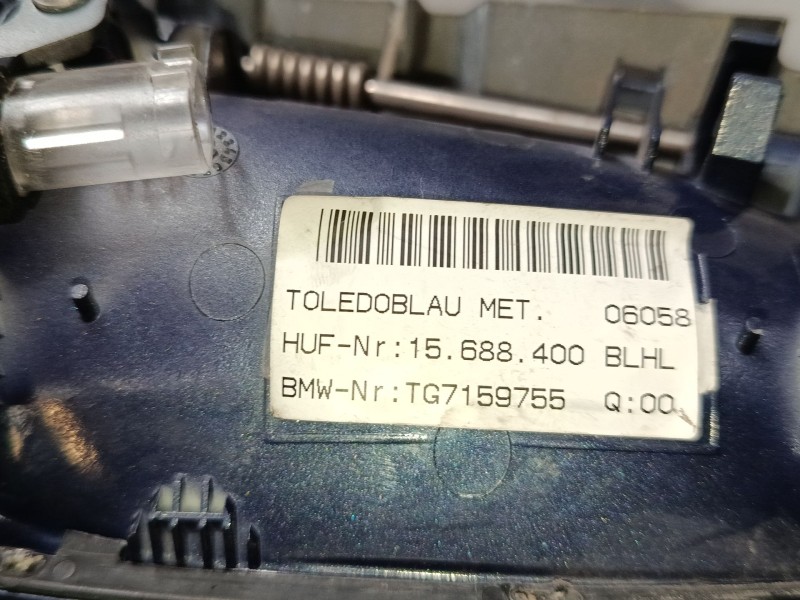 TOLEDOBLAU MET. 06058
HUF-Nr:15.688.400 BLHL
BMW-Nr:TG7159755 Q:00